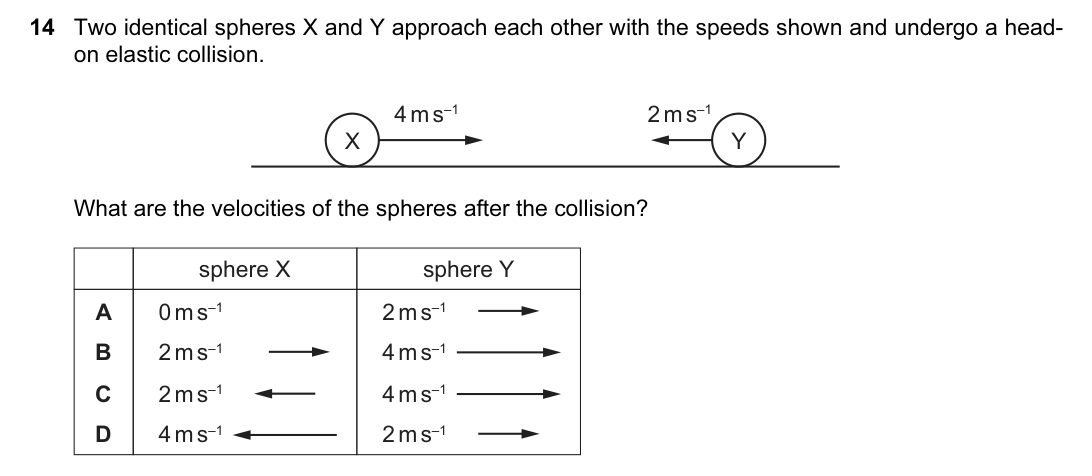 14 Two identical spheres X and Y approach each other with the speeds shown and undergo a head-
on elastic collision.
4 m s⁻¹ 2 m s⁻¹
X Y
What are the velocities of the spheres after the collision?
sphere X sphere Y
A 0 m s⁻¹ 2 m s⁻¹
B 2 m s⁻¹ 4 m s⁻¹
C 2 m s⁻¹ 4 m s⁻¹
D 4 m s⁻¹ 2 m s⁻¹